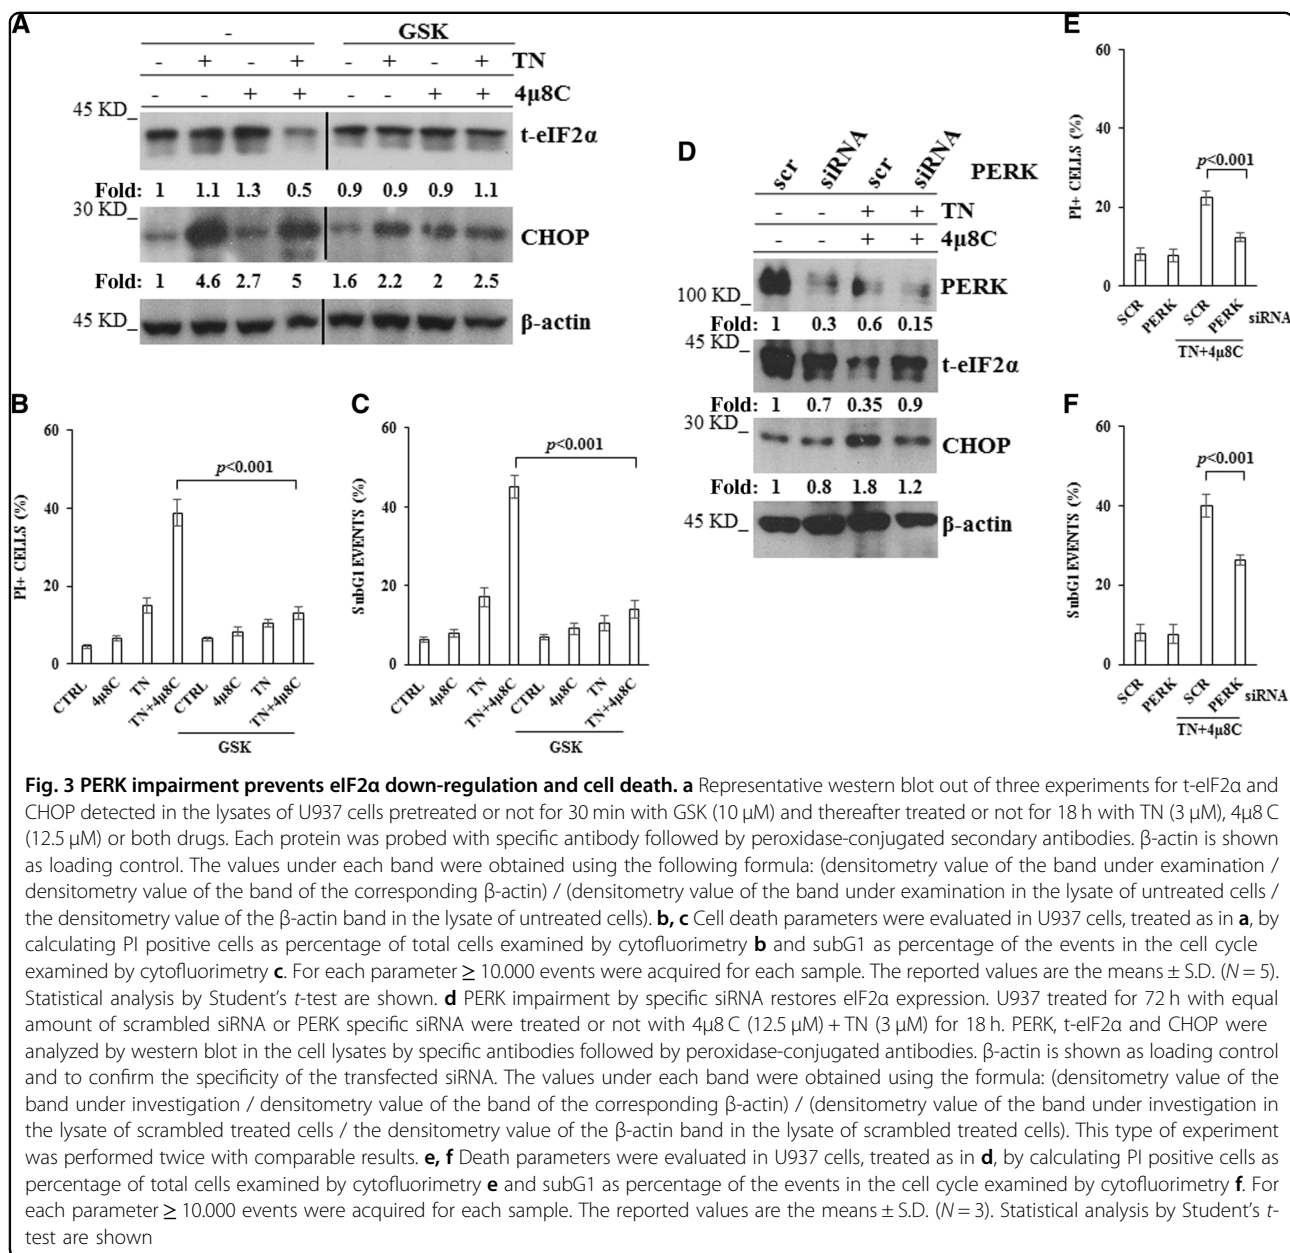 A
- GSK
- + - + - + - + TN
- - + + - - + + 4μ8C
45 KD_
t-eIF2α
Fold: 1 1.1 1.3 0.5 0.9 0.9 0.9 1.1
30 KD_
CHOP
Fold: 1 4.6 2.7 5 1.6 2.2 2 2.5
45 KD_
β-actin
B
PI+ CELLS (%)
60
40
20
0
p<0.001
CTRL 4μ8C TN TN+4μ8C CTRL 4μ8C TN TN+4μ8C
GSK
C
SubG1 EVENTS (%)
60
40
20
0
p<0.001
CTRL 4μ8C TN TN+4μ8C CTRL 4μ8C TN TN+4μ8C
GSK
D
scr siRNA scr siRNA PERK
- - + + TN
- - + + 4μ8C
100 KD_
PERK
Fold: 1 0.3 0.6 0.15
45 KD_
t-eIF2α
Fold: 1 0.7 0.35 0.9
30 KD_
CHOP
Fold: 1 0.8 1.8 1.2
45 KD_
β-actin
E
PI+ CELLS (%)
60
40
20
0
p<0.001
SCR PERK SCR PERK siRNA
TN+4μ8C
F
SubG1 EVENTS (%)
60
40
20
0
p<0.001
SCR PERK SCR PERK siRNA
TN+4μ8C
Fig. 3 PERK impairment prevents eIF2α down-regulation and cell death. a Representative western blot out of three experiments for t-eIF2α and
CHOP detected in the lysates of U937 cells pretreated or not for 30 min with GSK (10 μM) and thereafter treated or not for 18 h with TN (3 μM), 4μ8 C
(12.5 μM) or both drugs. Each protein was probed with specific antibody followed by peroxidase-conjugated secondary antibodies. β-actin is shown
as loading control. The values under each band were obtained using the following formula: (densitometry value of the band under examination /
densitometry value of the band of the corresponding β-actin) / (densitometry value of the band under examination in the lysate of untreated cells /
the densitometry value of the β-actin band in the lysate of untreated cells). b, c Cell death parameters were evaluated in U937 cells, treated as in a, by
calculating PI positive cells as percentage of total cells examined by cytofluorimetry b and subG1 as percentage of the events in the cell cycle
examined by cytofluorimetry c. For each parameter ≥ 10.000 events were acquired for each sample. The reported values are the means ± S.D. (N = 5).
Statistical analysis by Student's t-test are shown. d PERK impairment by specific siRNA restores eIF2α expression. U937 treated for 72 h with equal
amount of scrambled siRNA or PERK specific siRNA were treated or not with 4μ8 C (12.5 μM) + TN (3 μM) for 18 h. PERK, t-eIF2α and CHOP were
analyzed by western blot in the cell lysates by specific antibodies followed by peroxidase-conjugated antibodies. β-actin is shown as loading control
and to confirm the specificity of the transfected siRNA. The values under each band were obtained using the formula: (densitometry value of the
band under investigation / densitometry value of the band of the corresponding β-actin) / (densitometry value of the band under investigation in
the lysate of scrambled treated cells / the densitometry value of the β-actin band in the lysate of scrambled treated cells). This type of experiment
was performed twice with comparable results. e, f Death parameters were evaluated in U937 cells, treated as in d, by calculating PI positive cells as
percentage of total cells examined by cytofluorimetry e and subG1 as percentage of the events in the cell cycle examined by cytofluorimetry f. For
each parameter ≥ 10.000 events were acquired for each sample. The reported values are the means ± S.D. (N = 3). Statistical analysis by Student's t-
test are shown